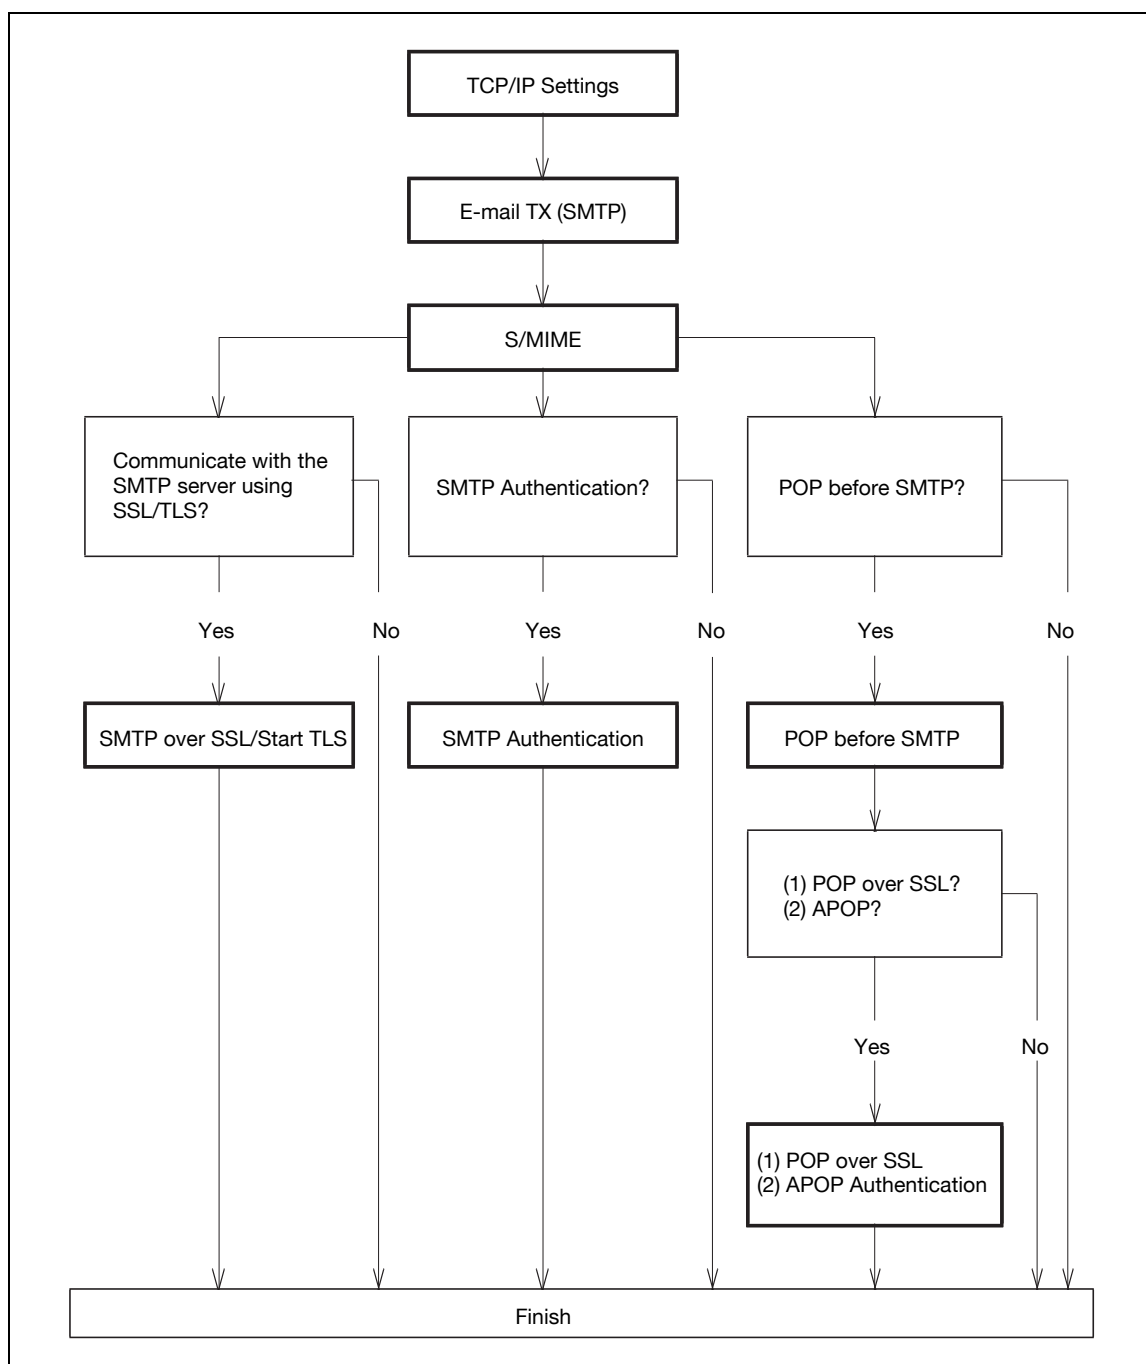 TCP/IP Settings
E-mail TX (SMTP)
S/MIME
Communicate with the
SMTP server using
SSL/TLS?
SMTP Authentication?
POP before SMTP?
Yes
No
Yes
No
Yes
No
SMTP over SSL/Start TLS
SMTP Authentication
POP before SMTP
(1) POP over SSL?
(2) APOP?
Yes
No
(1) POP over SSL
(2) APOP Authentication
Finish